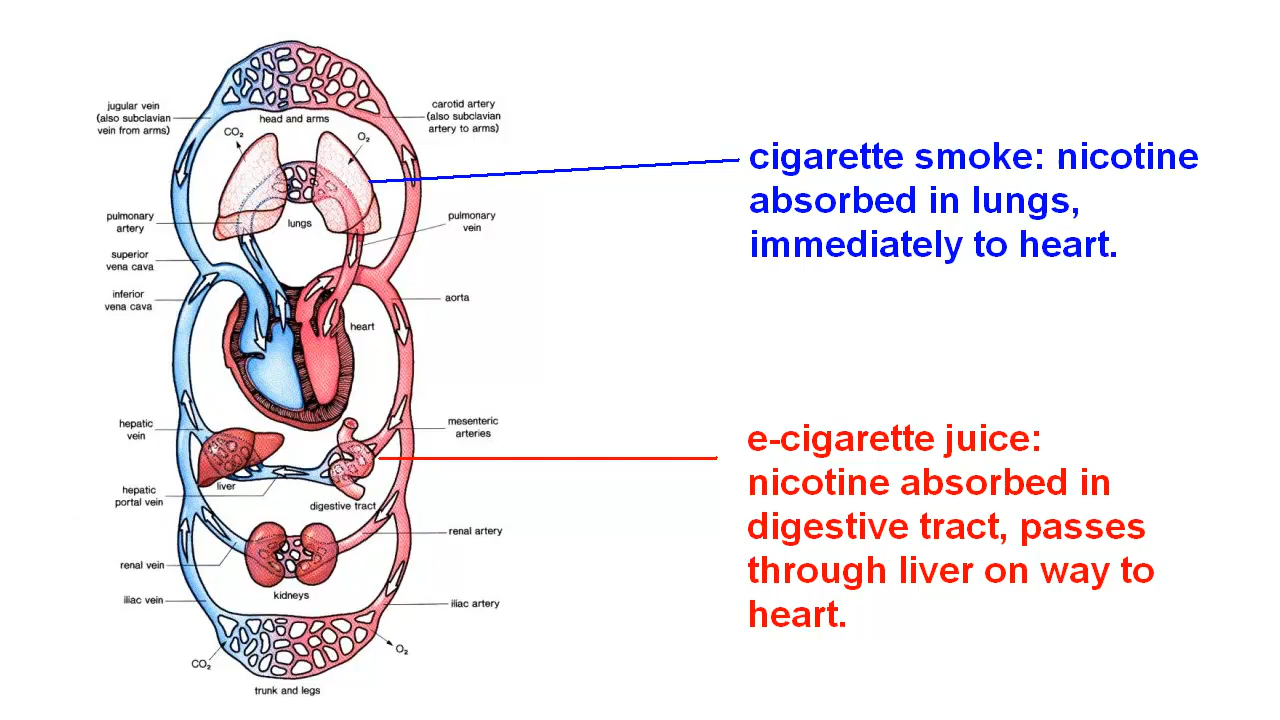 jugular vein
(also subclavian
vein from arms)
carotid artery
(also subclavian
artery to arms)
head and arms
CO2
O2
pulmonary
artery
lungs
pulmonary
vein
superior
vena cava
inferior
vena cava
aorta
heart
hepatic
vein
mesenteric
arteries
liver
hepatic
portal vein
digestive tract
renal artery
renal vein
kidneys
iliac vein
iliac artery
CO2
O2
trunk and legs
cigarette smoke: nicotine
absorbed in lungs,
immediately to heart.
e-cigarette juice:
nicotine absorbed in
digestive tract, passes
through liver on way to
heart.